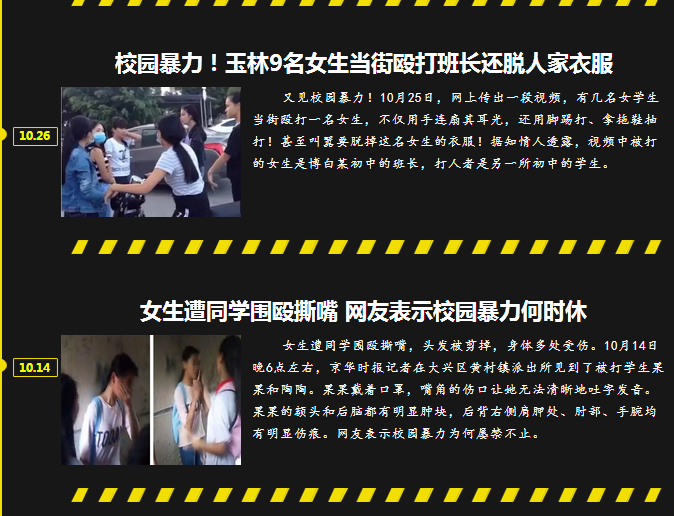 校园暴力！玉林9名女生当街殴打班长还脱人家衣服
10.26
又见校园暴力！10月25日，网上传出一段视频，有几名女学生
当街殴打一名女生，不仅用手连扇其耳光，还用脚踢打、拿拖鞋抽
打！甚至叫嚣要脱掉这名女生的衣服！据知情人透露，视频中被打
的女生是博白某初中的班长，打人者是另一所初中的学生。
女生遭同学围殴撕嘴 网友表示校园暴力何时休
10.14
女生遭同学围殴撕嘴，头发被剪掉，身体多处受伤。10月14日
晚6点左右，京华时报记者在大兴区黄村镇派出所见到了被打学生果
果和陶陶。果果戴着口罩，嘴角的伤口让她无法清晰地吐字发音。
果果的额头和后脑都有明显肿块，后背右侧肩胛处、肘部、手腕均
有明显伤痕。网友表示校园暴力为何屡禁不止。